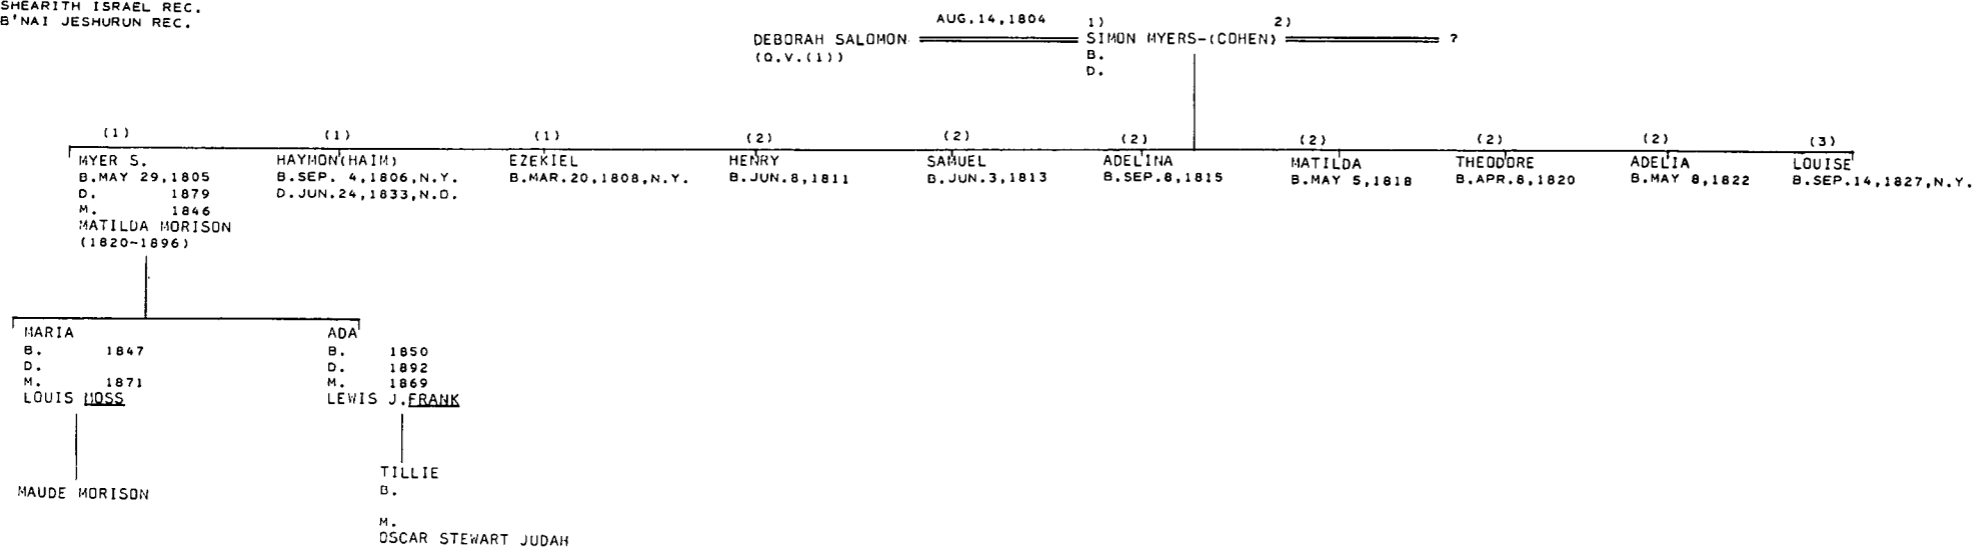 SHEARITH ISRAEL REC.
B'NAI JESHURUN REC.
AUG.14,1804 1) 2)
DEBORAH SALOMON SIMON MYERS-(COHEN) ?
(Q.V.(1)) B.
D.
(1) (1) (1) (2) (2) (2) (2) (2) (2) (3)
MYER S. HAYMON(HAIM) EZEKIEL HENRY SAMUEL ADELINA MATILDA THEODORE ADELIA LOUISE
B.MAY 29,1805 B.SEP. 4,1806,N.Y. B.MAR.20,1808,N.Y. B.JUN.8,1811 B.JUN.3,1813 B.SEP.8,1815 B.MAY 5,1818 B.APR.8,1820 B.MAY 8,1822 B.SEP.14,1827,N.Y.
D. 1879 D.JUN.24,1833,N.O.
M. 1846
MATILDA MORISON
(1820-1896)
MARIA ADA
B. 1847 B. 1850
D. D. 1892
M. 1871 M. 1869
LOUIS MOSS LEWIS J.FRANK
TILLIE
MAUDE MORISON B.
M.
OSCAR STEWART JUDAH